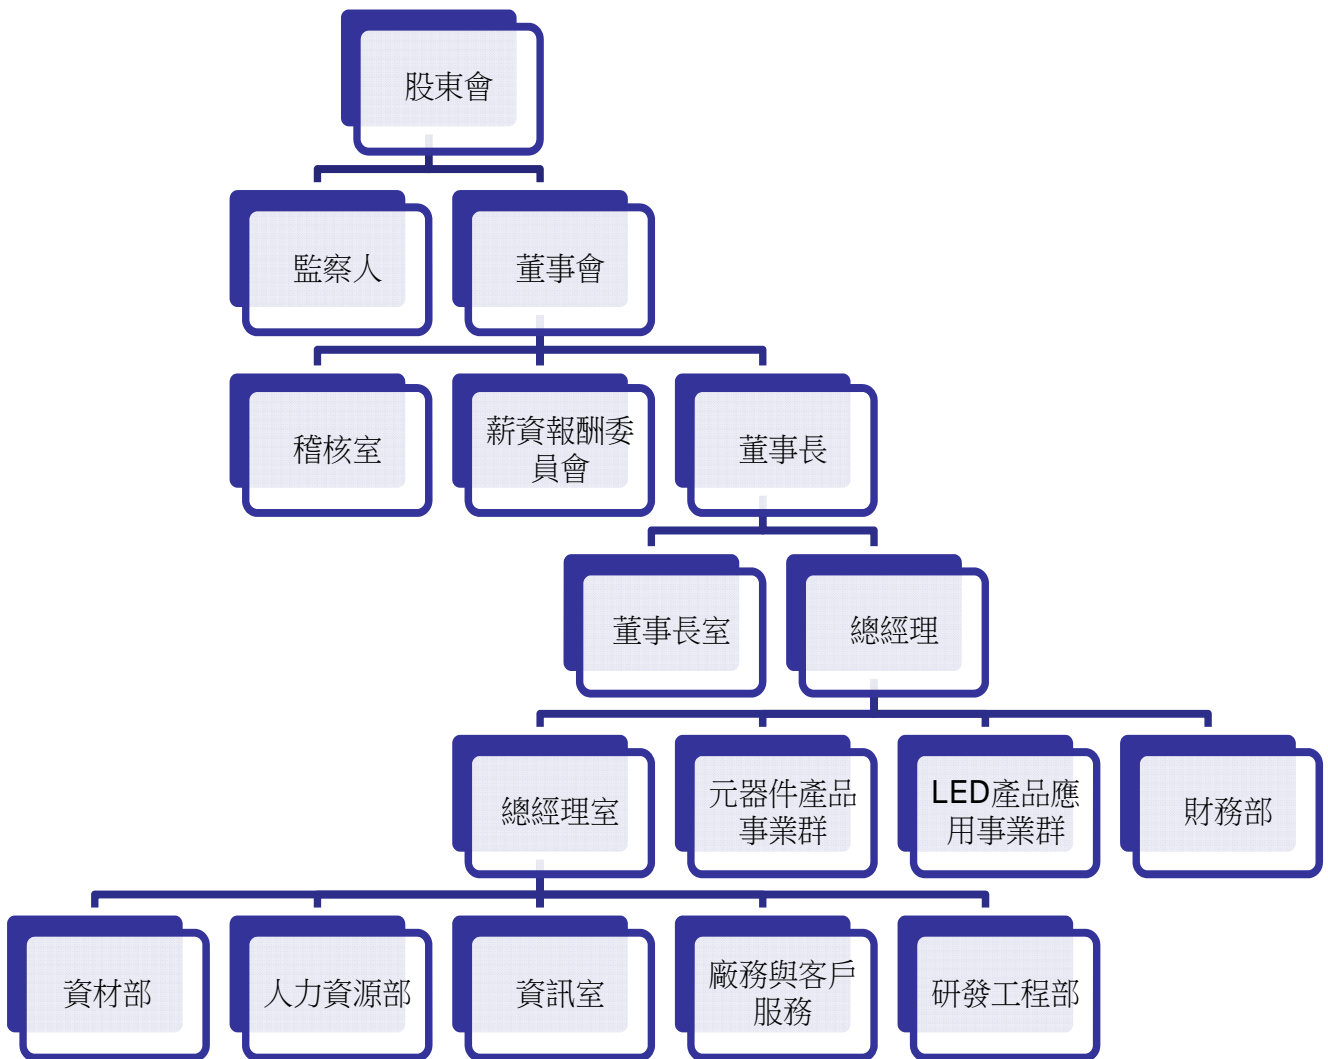 股東會
監察人
董事會
稽核室
薪資報酬委
員會
董事長
董事長室
總經理
總經理室
元器件產品
事業群
LED產品應
用事業群
財務部
資材部
人力資源部
資訊室
廠務與客戶
服務
研發工程部